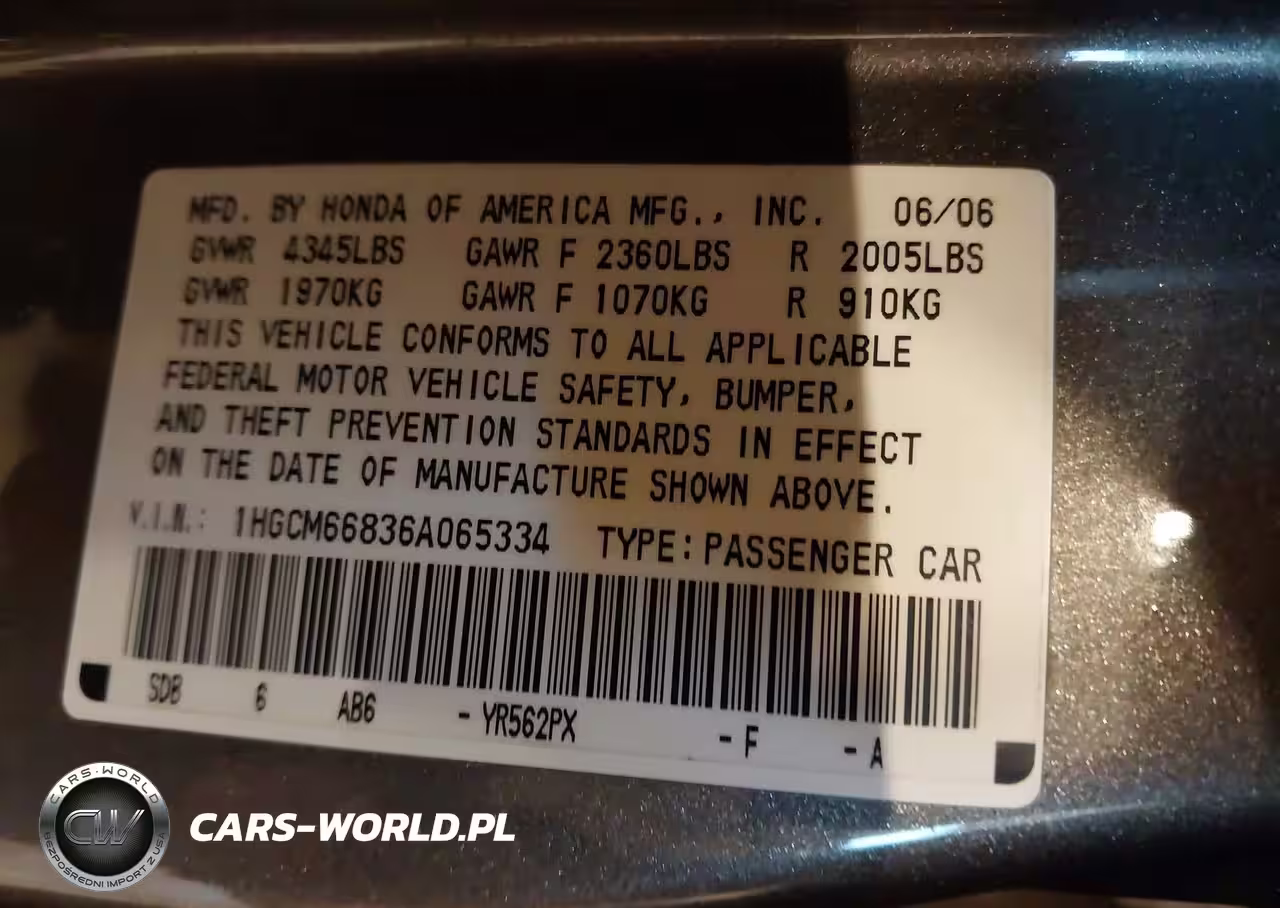 MFD. BY HONDA OF AMERICA MFG., INC. 06/06
GVWR 4345LBS GAWR F 2360LBS R 2005LBS
GVWR 1970KG GAWR F 1070KG R 910KG
THIS VEHICLE CONFORMS TO ALL APPLICABLE
FEDERAL MOTOR VEHICLE SAFETY, BUMPER,
AND THEFT PREVENTION STANDARDS IN EFFECT
ON THE DATE OF MANUFACTURE SHOWN ABOVE.
V.I.N.: 1HGCM66836A065334 TYPE: PASSENGER CAR
SDB 6 AB6 - YR562PX - F - A
CARS-WORLD
CW
BEZPOŚREDNI IMPORT Z USA
CARS-WORLD.PL